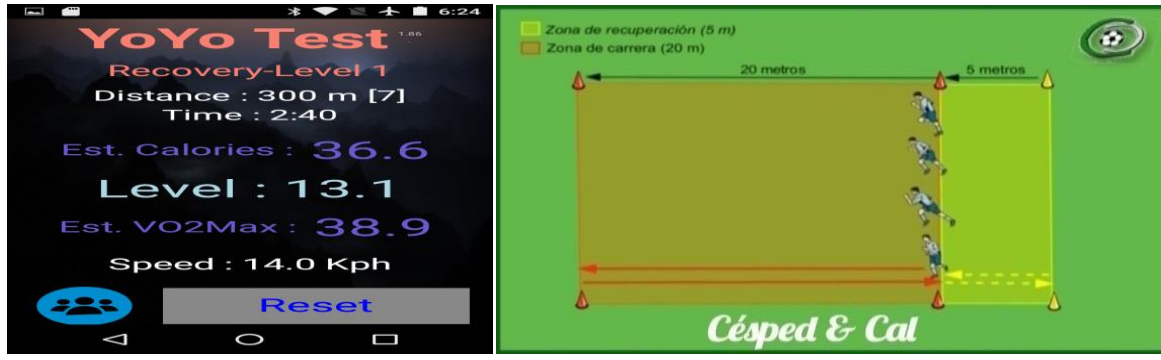 6:24
YoYo Test 1.86
Recovery-Level 1
Distance : 300 m [7]
Time : 2:40
Est. Calories : 36.6
Level : 13.1
Est. VO2Max : 38.9
Speed : 14.0 Kph
Reset
Zona de recuperación (5 m)
Zona de carrera (20 m)
20 metros
5 metros
Césped & Cal